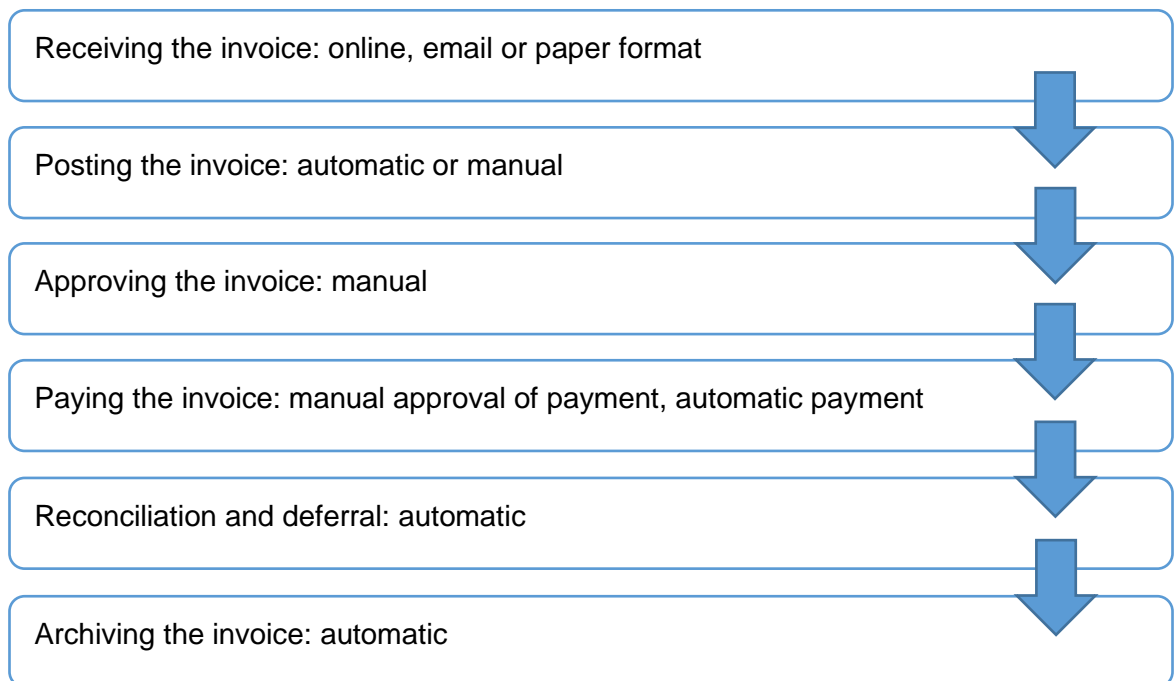 Receiving the invoice: online, email or paper format
Posting the invoice: automatic or manual
Approving the invoice: manual
Paying the invoice: manual approval of payment, automatic payment
Reconciliation and deferral: automatic
Archiving the invoice: automatic